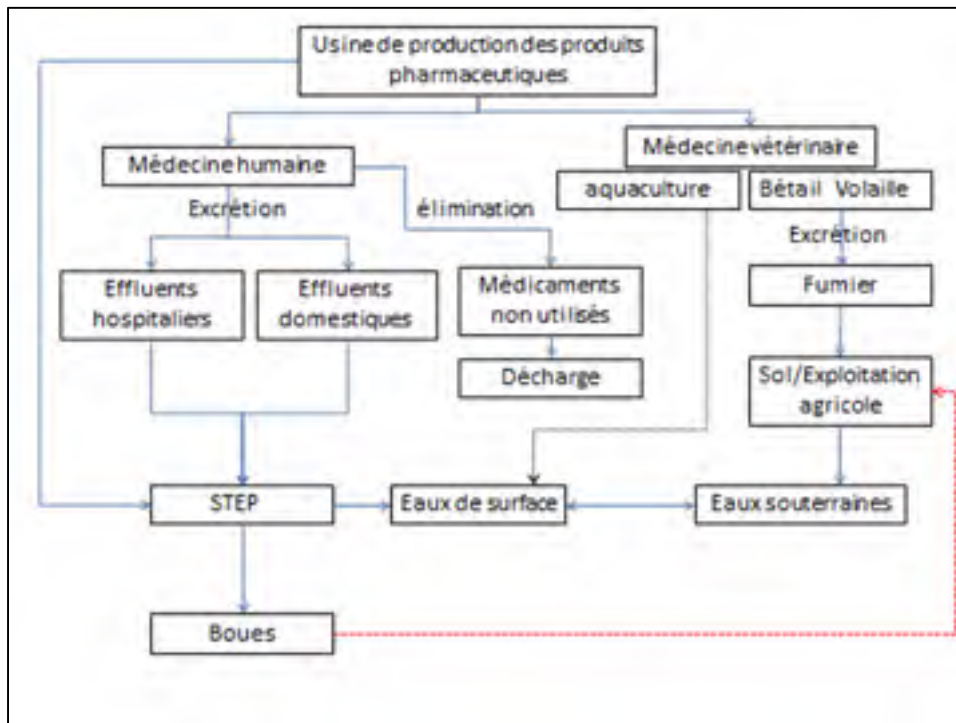 Usine de production des produits
pharmaceutiques
Médecine humaine
Médecine vétérinaire
aquaculture
Bétail Volaille
Excrétion
élimination
Excrétion
Effluents
hospitaliers
Effluents
domestiques
Médicaments
non utilisés
Fumier
Décharge
Sol/Exploitation
agricole
STEP
Eaux de surface
Eaux souterraines
Boues